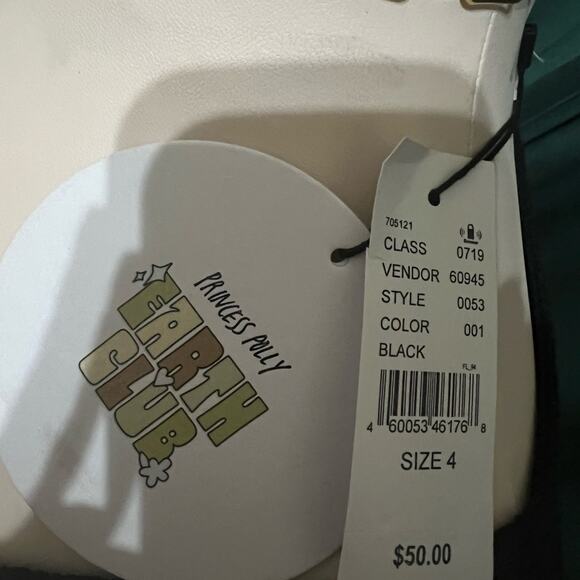 PRINCESS POLLY
EARTH
CLUB
705121
CLASS 0719
VENDOR 60945
STYLE 0053
COLOR 001
BLACK
FL_94
4 60053 46176 8
SIZE 4
$50.00